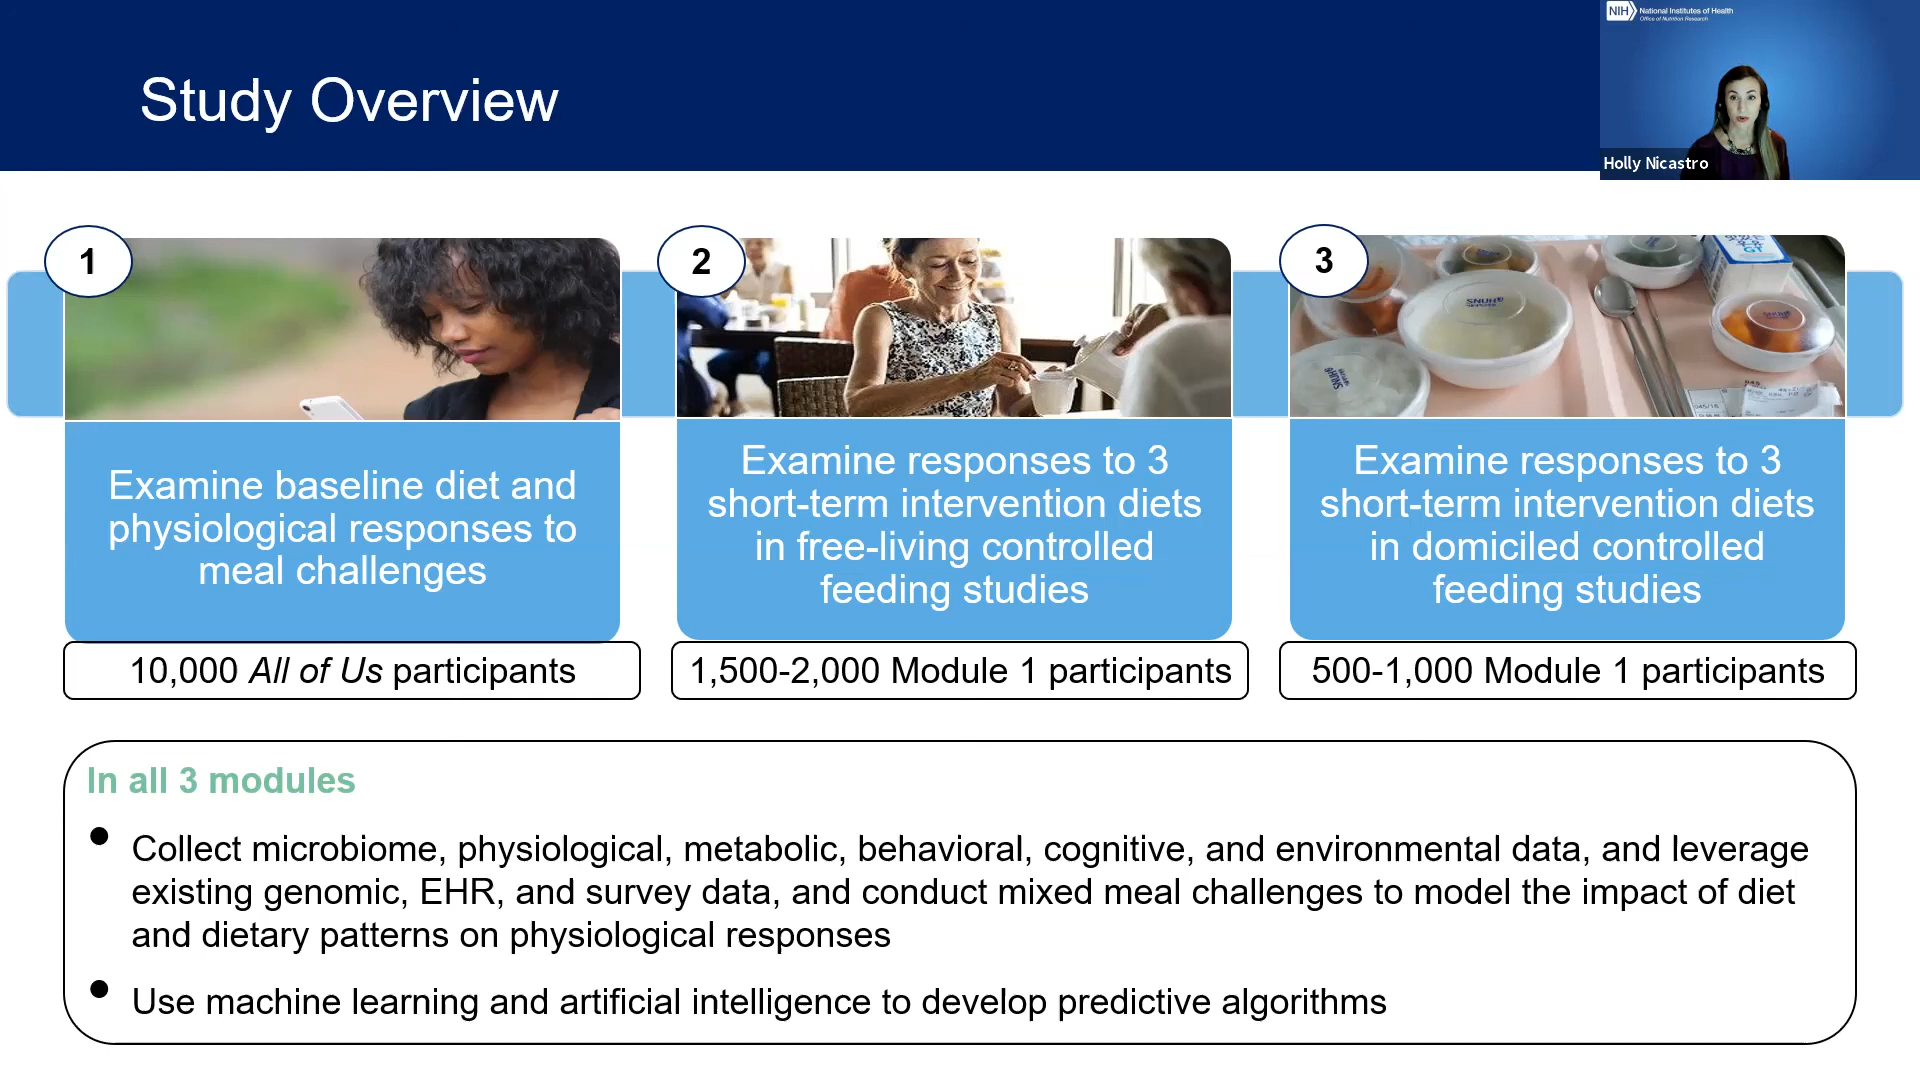 Study Overview
NIH
National Institutes of Health
Office of Nutrition Research
Holly Nicastro
1
2
3
Examine baseline diet and
physiological responses to
meal challenges
Examine responses to 3
short-term intervention diets
in free-living controlled
feeding studies
Examine responses to 3
short-term intervention diets
in domiciled controlled
feeding studies
10,000 All of Us participants
1,500-2,000 Module 1 participants
500-1,000 Module 1 participants
In all 3 modules
• Collect microbiome, physiological, metabolic, behavioral, cognitive, and environmental data, and leverage
existing genomic, EHR, and survey data, and conduct mixed meal challenges to model the impact of diet
and dietary patterns on physiological responses
• Use machine learning and artificial intelligence to develop predictive algorithms